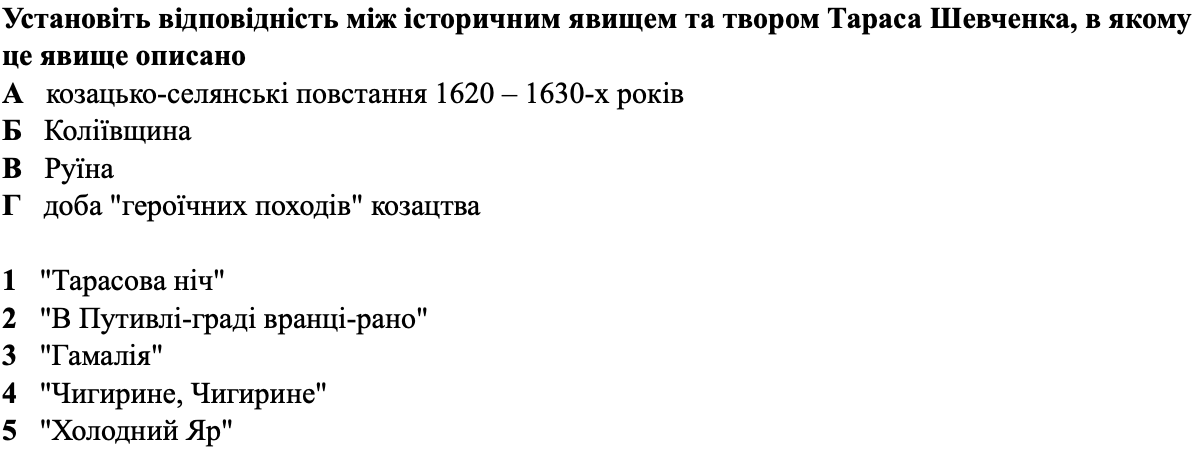 Установіть відповідність між історичним явищем та твором Тараса Шевченка, в якому
це явище описано
А козацько-селянські повстання 1620 – 1630-х років
Б Коліївщина
В Руїна
Г доба "героїчних походів" козацтва
1 "Тарасова ніч"
2 "В Путивлі-граді вранці-рано"
3 "Гамалія"
4 "Чигирине, Чигирине"
5 "Холодний Яр"